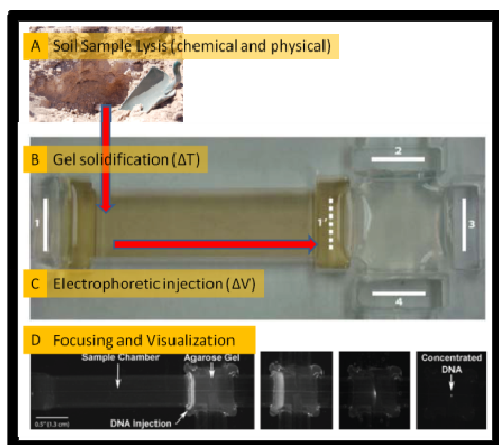 A Soil Sample Lysis (chemical and physical)
B Gel solidification (ΔT)
2
1
1'
3
C Electrophoretic injection (ΔV)
4
D Focusing and Visualization
Sample Chamber
Agarose Gel
Concentrated
DNA
0.5" (1.3 cm)
DNA Injection